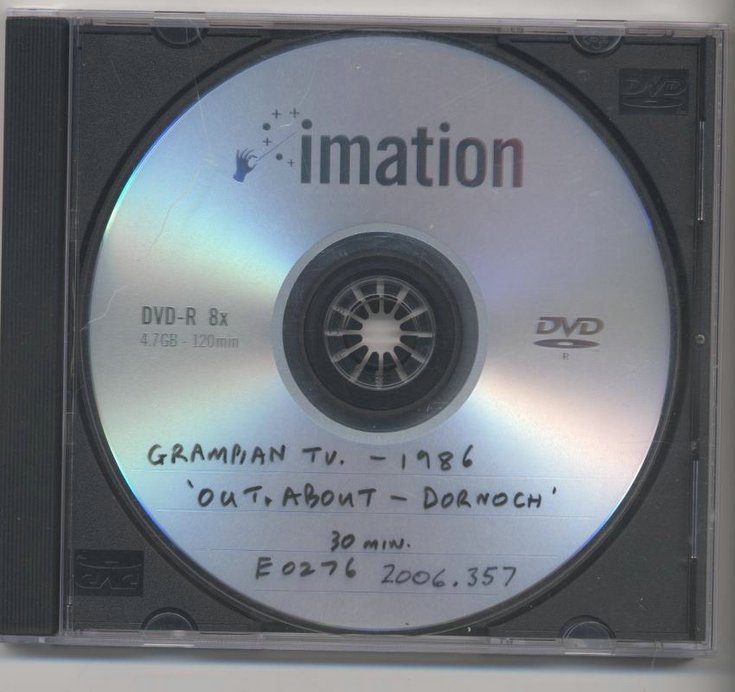 imation
DVD
DVD-R 8x
4.7GB - 120min
DVD
R
GRAMPIAN TV. - 1986
'OUT. ABOUT - DORNOCH'
30 MIN.
E0276 2006.357